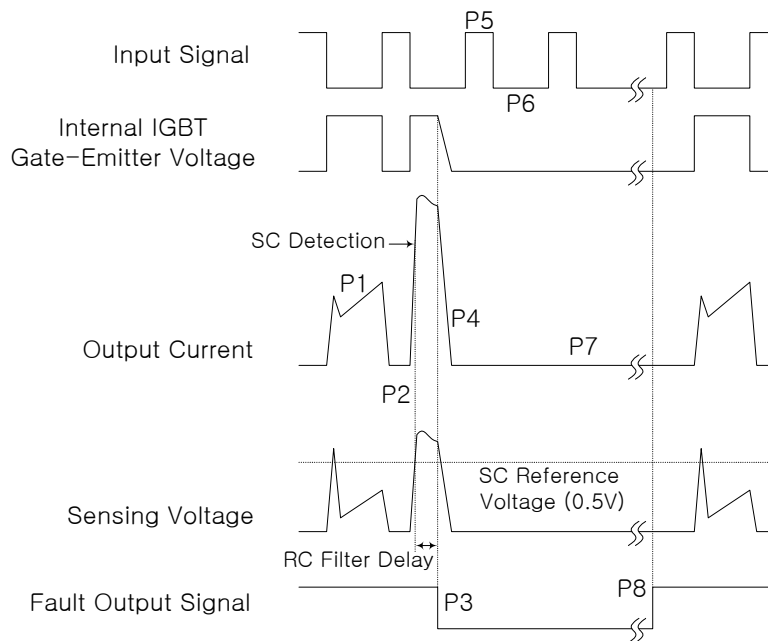 P5
Input Signal
P6
Internal IGBT
Gate-Emitter Voltage
SC Detection
P1
P4
Output Current
P7
P2
SC Reference
Voltage (0.5V)
Sensing Voltage
RC Filter Delay
P8
Fault Output Signal
P3